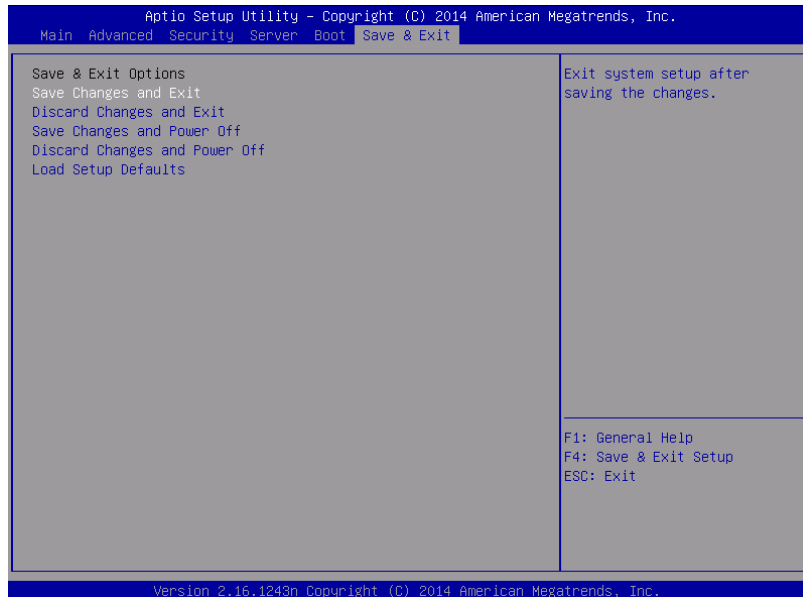 Aptio Setup Utility – Copyright (C) 2014 American Megatrends, Inc.
Main Advanced Security Server Boot Save & Exit
Save & Exit Options
Save Changes and Exit
Discard Changes and Exit
Save Changes and Power Off
Discard Changes and Power Off
Load Setup Defaults
Exit system setup after
saving the changes.
F1: General Help
F4: Save & Exit Setup
ESC: Exit
Version 2.16.1243n Copyright (C) 2014 American Megatrends, Inc.